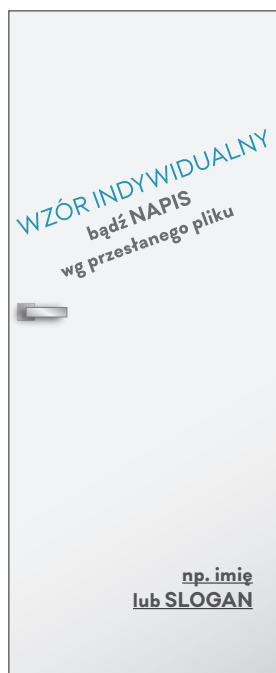 WZÓR INDYWIDUALNY
bądź NAPIS
wg przesłanego pliku
np. imię
lub SLOGAN